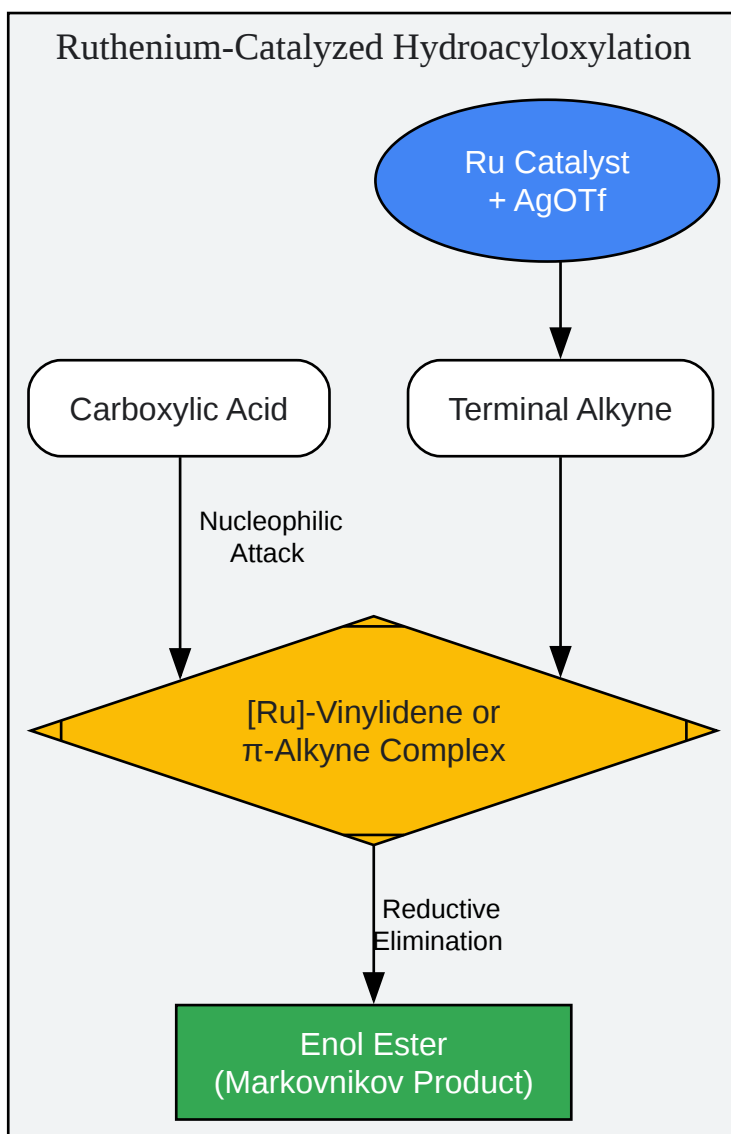 Ruthenium-Catalyzed Hydroacyloxylation
Ru Catalyst
+ AgOTf
Carboxylic Acid
Terminal Alkyne
Nucleophilic
Attack
[Ru]-Vinylidene or
π-Alkyne Complex
Reductive
Elimination
Enol Ester
(Markovnikov Product)